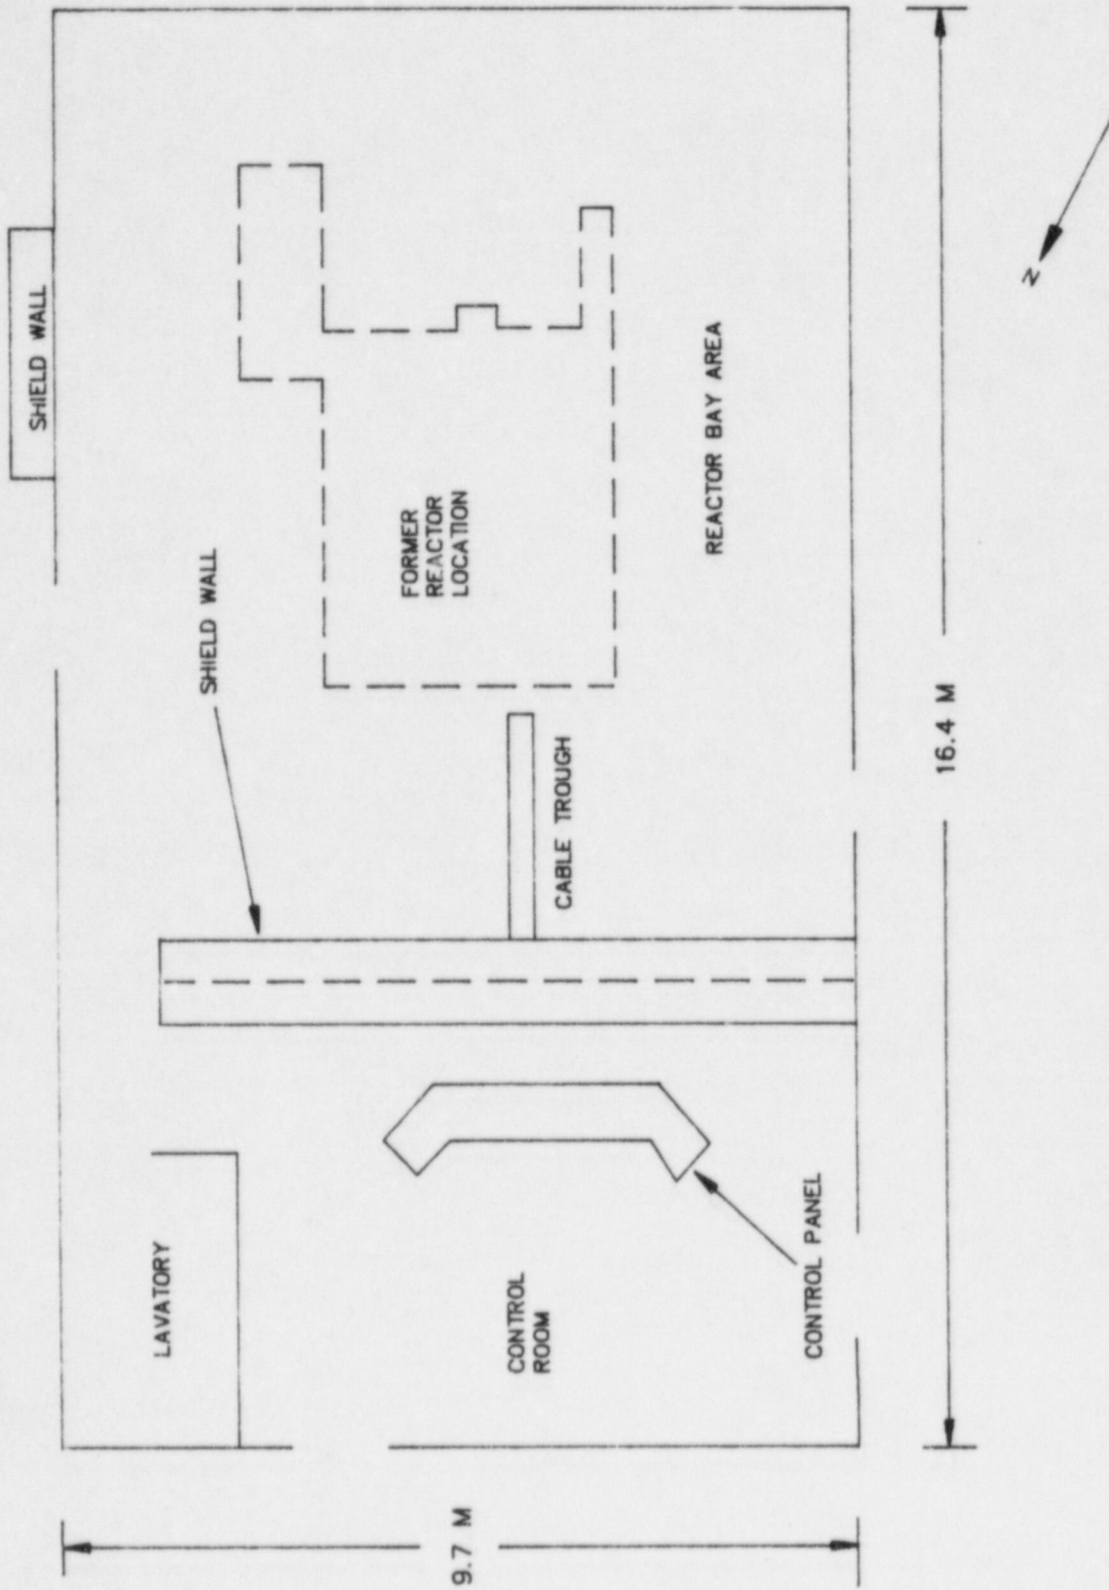 SHIELD WALL
SHIELD WALL
FORMER
REACTOR
LOCATION
REACTOR BAY AREA
CABLE TROUGH
LAVATORY
CONTROL
ROOM
CONTROL PANEL
16.4 M
9.7 M
N